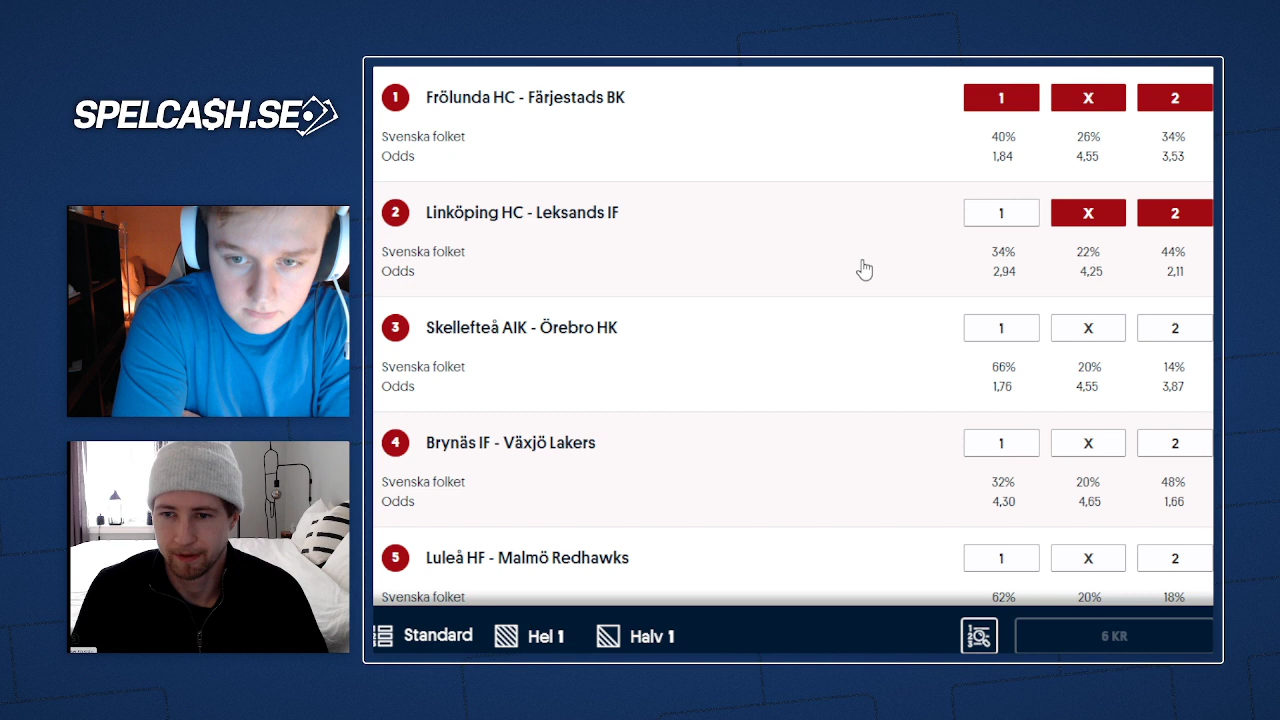 SPELCA$H.SE
1 Frölunda HC - Färjestads BK 1 X 2
Svenska folket 40% 26% 34%
Odds 1,84 4,55 3,53
2 Linköping HC - Leksands IF 1 X 2
Svenska folket 34% 22% 44%
Odds 2,94 4,25 2,11
3 Skellefteå AIK - Örebro HK 1 X 2
Svenska folket 66% 20% 14%
Odds 1,76 4,55 3,87
4 Brynäs IF - Växjö Lakers 1 X 2
Svenska folket 32% 20% 48%
Odds 4,30 4,65 1,66
5 Luleå HF - Malmö Redhawks 1 X 2
Svenska folket 62% 20% 18%
Standard Hel 1 Halv 1 6 KR